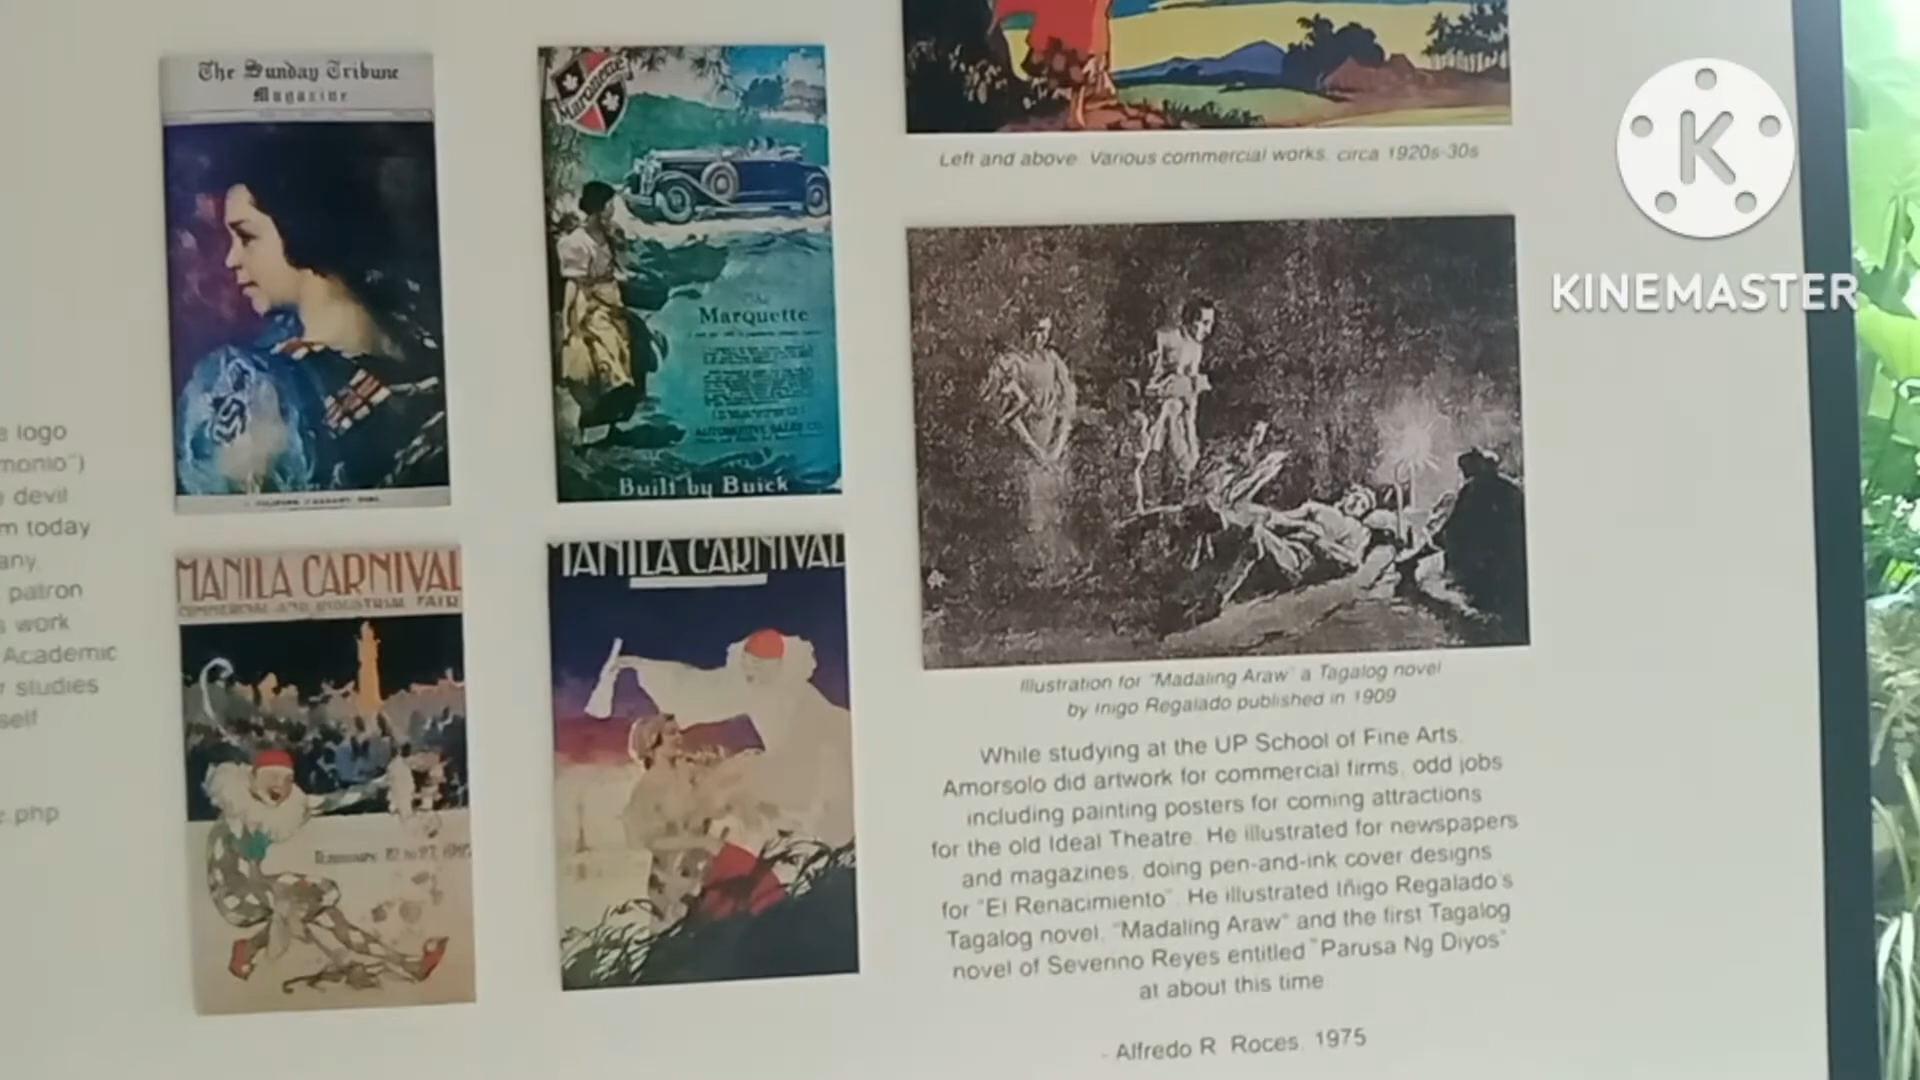 e logo
monio")
devil
m today
any,
patron
s work
Academic
r studies
self
e.php
The Sunday Tribune
Magazine
Marquette
The
Marquette
AUTOMOTIVE SALES CO.
Built by Buick
MANILA CARNIVAL
COMMERCIAL AND INDUSTRIAL FAIR
MANILA CARNIVAL
Left and above. Various commercial works, circa 1920s-30s
Illustration for "Madaling Araw" a Tagalog novel
by Inigo Regalado published in 1909
While studying at the UP School of Fine Arts,
Amorsolo did artwork for commercial firms, odd jobs
including painting posters for coming attractions
for the old Ideal Theatre. He illustrated for newspapers
and magazines, doing pen-and-ink cover designs
for "El Renacimiento". He illustrated Iñigo Regalado's
Tagalog novel, "Madaling Araw" and the first Tagalog
novel of Severino Reyes entitled "Parusa Ng Diyos"
at about this time
- Alfredo R. Roces, 1975
K
KINEMASTER